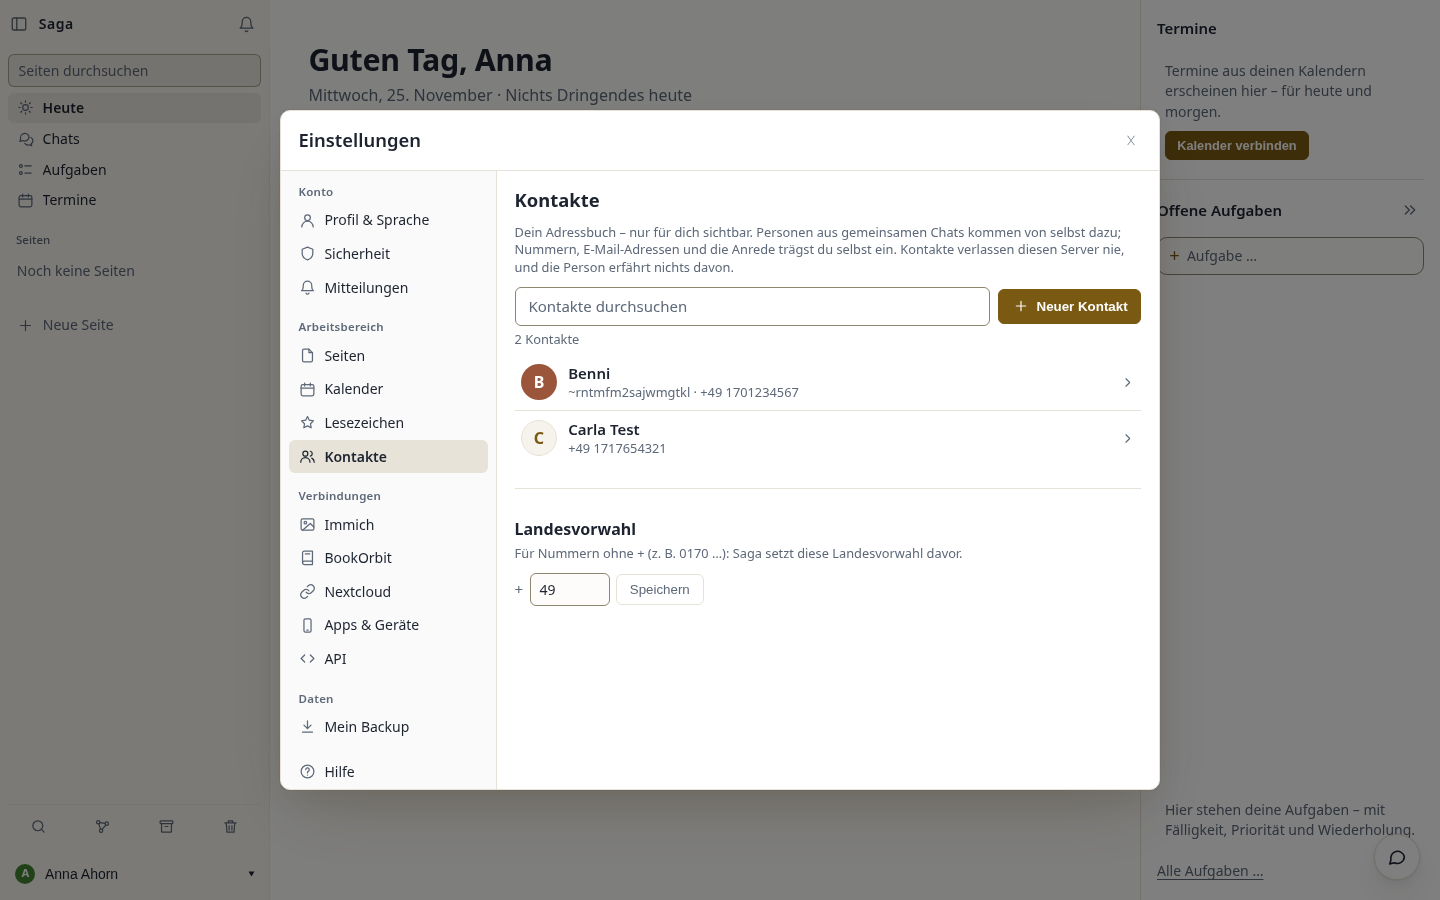 Saga
Seiten durchsuchen
Heute
Chats
Aufgaben
Termine
Seiten
Noch keine Seiten
Neue Seite
A
Anna Ahorn
Guten Tag, Anna
Mittwoch, 25. November · Nichts Dringendes heute
Einstellungen
Konto
Profil & Sprache
Sicherheit
Mitteilungen
Arbeitsbereich
Seiten
Kalender
Lesezeichen
Kontakte
Verbindungen
Immich
BookOrbit
Nextcloud
Apps & Geräte
API
Daten
Mein Backup
Hilfe
Kontakte
Dein Adressbuch – nur für dich sichtbar. Personen aus gemeinsamen Chats kommen von selbst dazu;
Nummern, E-Mail-Adressen und die Anrede trägst du selbst ein. Kontakte verlassen diesen Server nie,
und die Person erfährt nichts davon.
Kontakte durchsuchen
Neuer Kontakt
2 Kontakte
B
Benni
~rntmfm2sajwmgtkl · +49 1701234567
C
Carla Test
+49 1717654321
Landesvorwahl
Für Nummern ohne + (z. B. 0170 …): Saga setzt diese Landesvorwahl davor.
+ 49 Speichern
Termine
Termine aus deinen Kalendern
erscheinen hier – für heute und
morgen.
Kalender verbinden
Offene Aufgaben
+ Aufgabe …
Hier stehen deine Aufgaben – mit
Fälligkeit, Priorität und Wiederholung.
Alle Aufgaben …